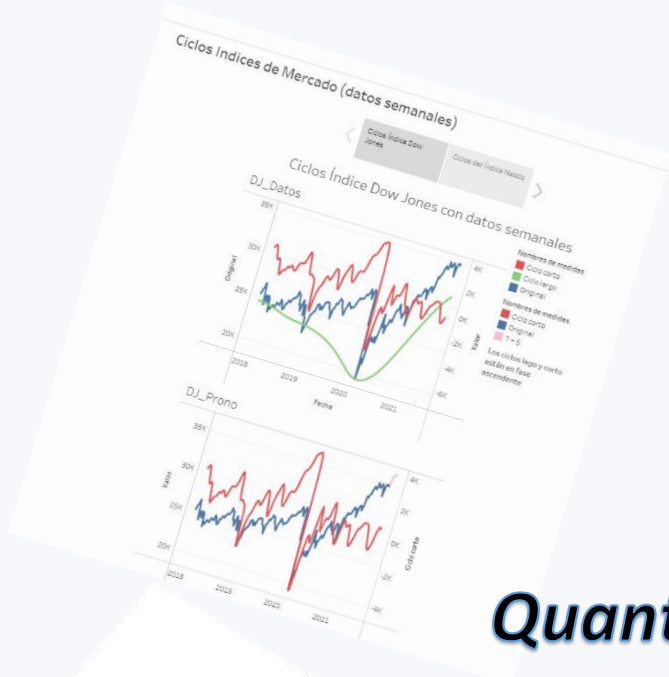 Ciclos Indices de Mercado (datos semanales)
Ciclos Índice Dow Jones
Ciclos del Índice Nasdc
Ciclos Índice Dow Jones con datos semanales
DJ_Datos
35K
30K
25K
20K
Original
4K
2K
0K
-2K
-4K
-6K
Valor
2018
2019
2020
2021
Fecha
Nombres de medidas
Ciclo corto
Ciclo largo
Original
Nombres de medidas
Ciclo corto
Original
T + 5
Los ciclos lago y corto
están en fase
ascendente
DJ_Prono
35K
30K
25K
20K
Valor
4K
2K
0K
-2K
-4K
Ciclo corto
2018
2019
2020
2021
Quant